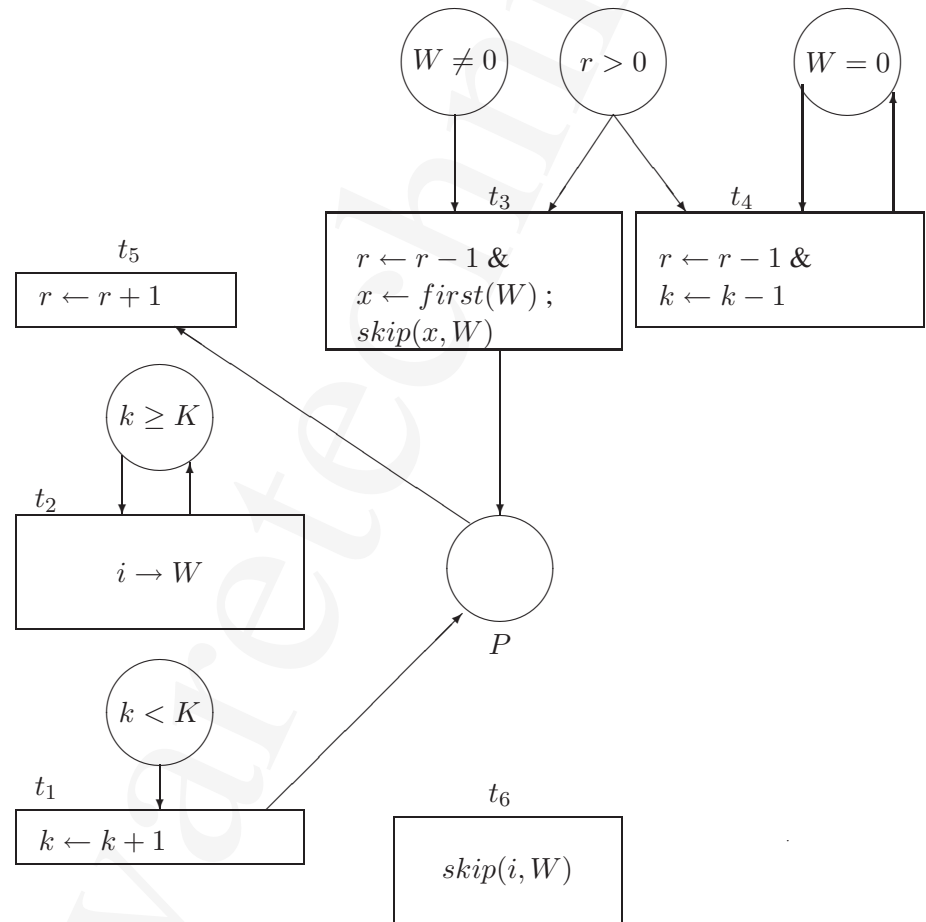 W ≠ 0
r > 0
W = 0
t₃
t₄
r ← r − 1 &
x ← first(W) ;
skip(x, W)
r ← r − 1 &
k ← k − 1
t₅
r ← r + 1
k ≥ K
t₂
i → W
P
k < K
t₁
k ← k + 1
t₆
skip(i, W)